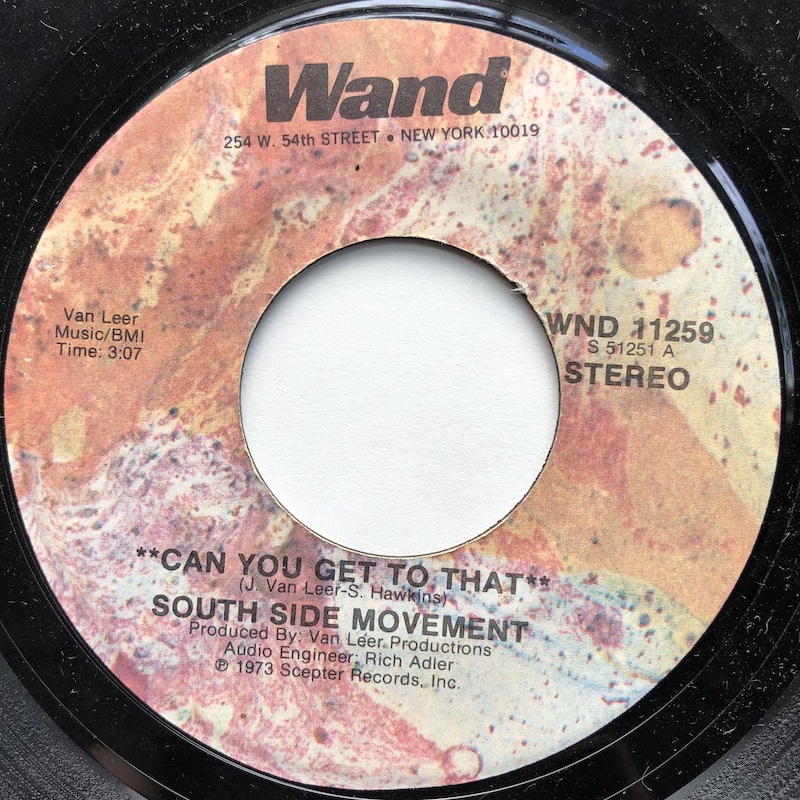 Wand
254 W. 54th STREET • NEW YORK 10019
Van Leer
Music/BMI
Time: 3:07
WND 11259
S 51251 A
STEREO
**CAN YOU GET TO THAT**
(J. Van Leer-S. Hawkins)
SOUTH SIDE MOVEMENT
Produced By: Van Leer Productions
Audio Engineer: Rich Adler
℗ 1973 Scepter Records, Inc.